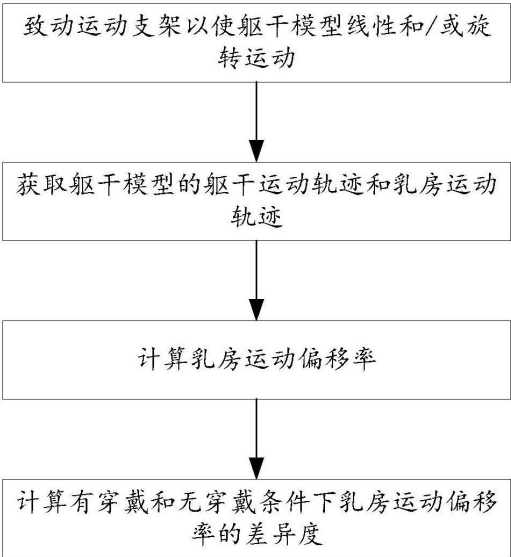 致动运动支架以使躯干模型线性和/或旋
转运动
获取躯干模型的躯干运动轨迹和乳房运动
轨迹
计算乳房运动偏移率
计算有穿戴和无穿戴条件下乳房运动偏移
率的差异度